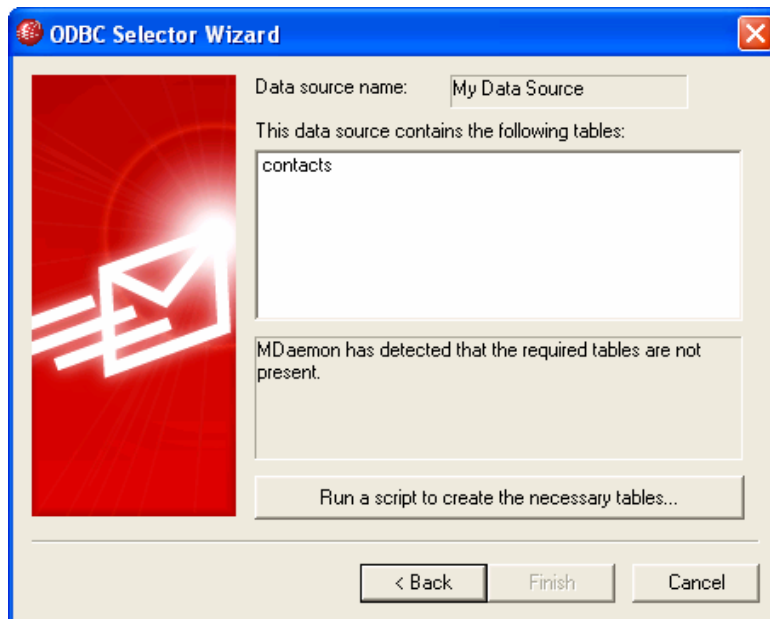 ODBC Selector Wizard
Data source name: My Data Source
This data source contains the following tables:
contacts
MDaemon has detected that the required tables are not
present.
Run a script to create the necessary tables...
< Back Finish Cancel